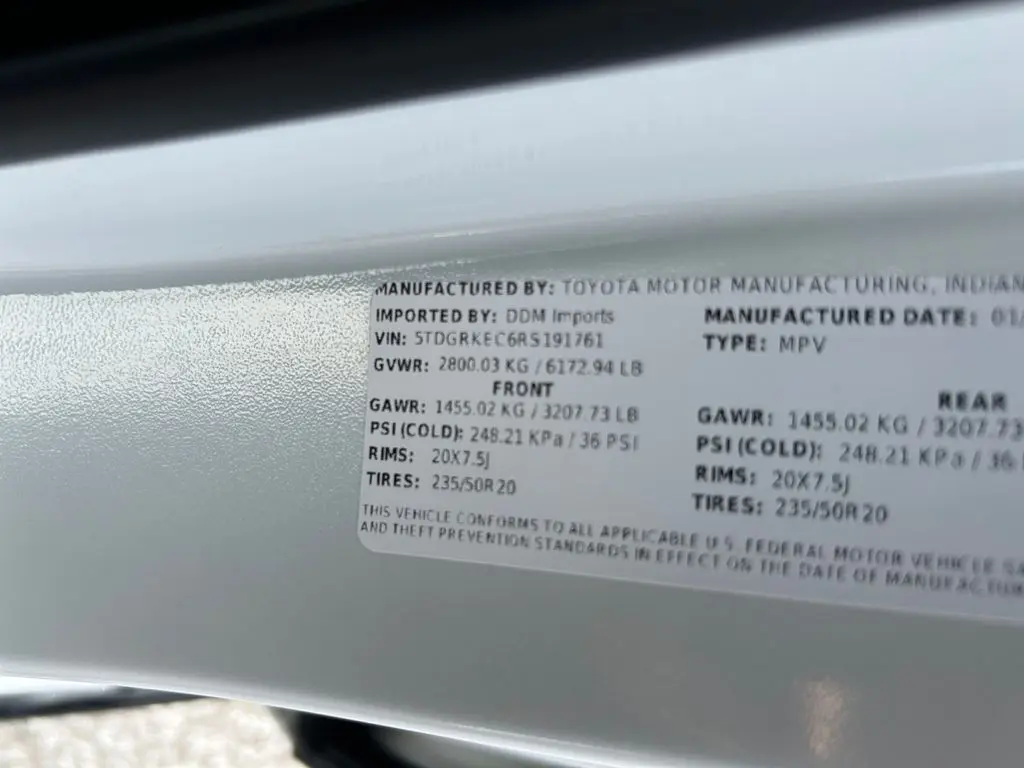 MANUFACTURED BY: TOYOTA MOTOR MANUFACTURING, INDIAN
IMPORTED BY: DDM Imports MANUFACTURED DATE: 01/
VIN: 5TDGRKEC6RS191761 TYPE: MPV
GVWR: 2800.03 KG / 6172.94 LB
FRONT REAR
GAWR: 1455.02 KG / 3207.73 LB GAWR: 1455.02 KG / 3207.73
PSI (COLD): 248.21 KPa / 36 PSI PSI (COLD): 248.21 KPa / 36
RIMS: 20X7.5J RIMS: 20X7.5J
TIRES: 235/50R20 TIRES: 235/50R20
THIS VEHICLE CONFORMS TO ALL APPLICABLE U.S. FEDERAL MOTOR VEHICLE SA
AND THEFT PREVENTION STANDARDS IN EFFECT ON THE DATE OF MANUFACTUR